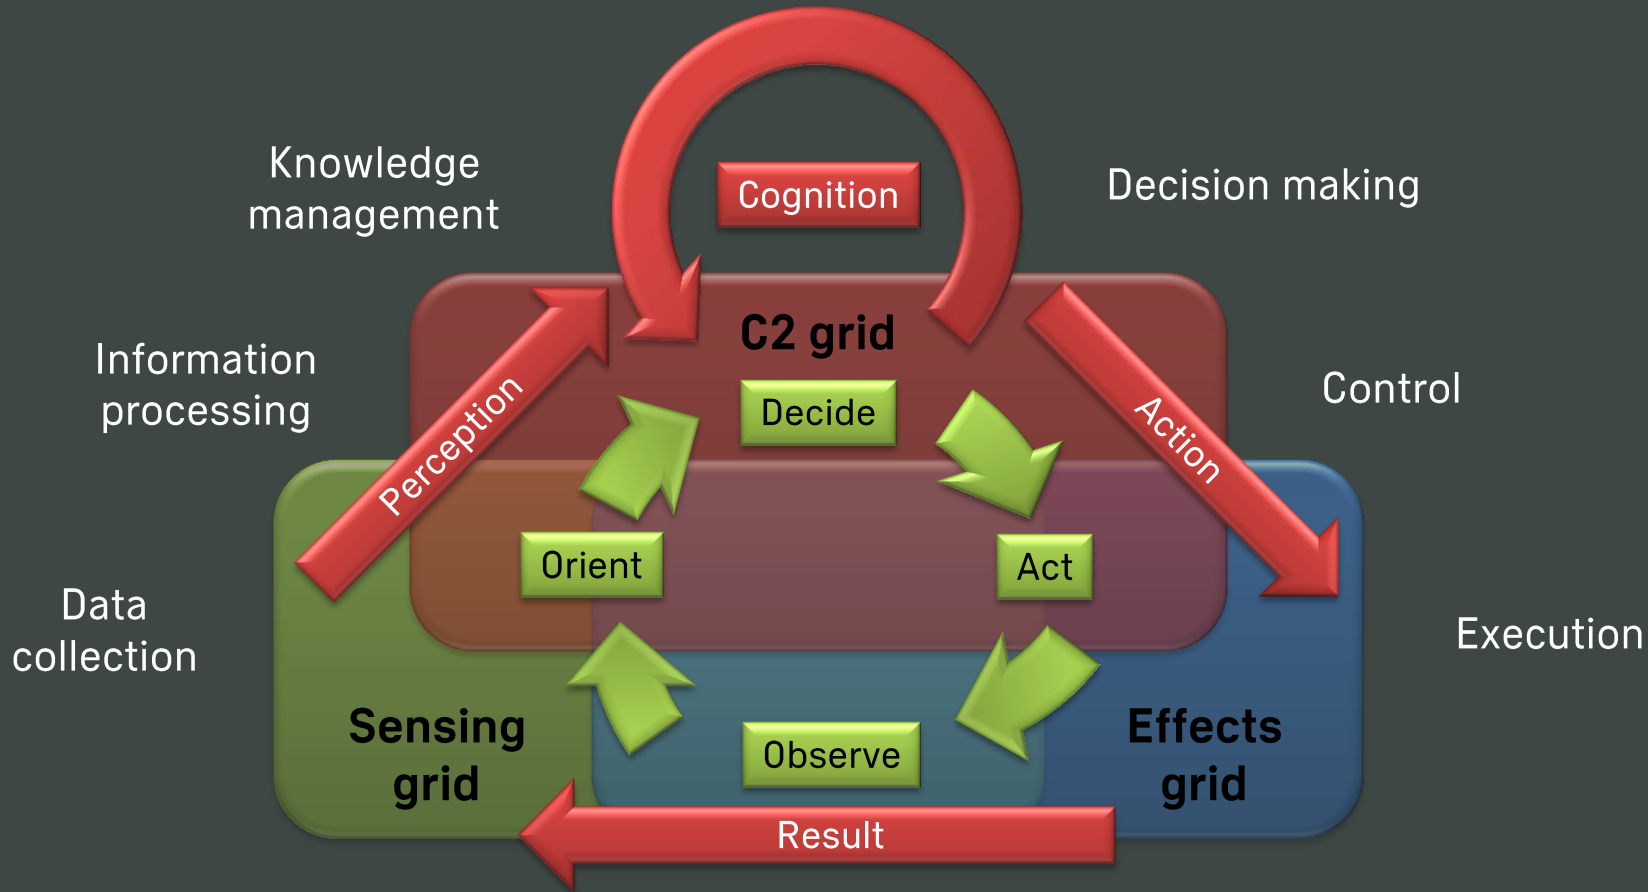 Knowledge
management
Cognition
Decision making
C2 grid
Information
processing
Perception
Decide
Action
Control
Orient
Act
Data
collection
Execution
Sensing
grid
Observe
Effects
grid
Result